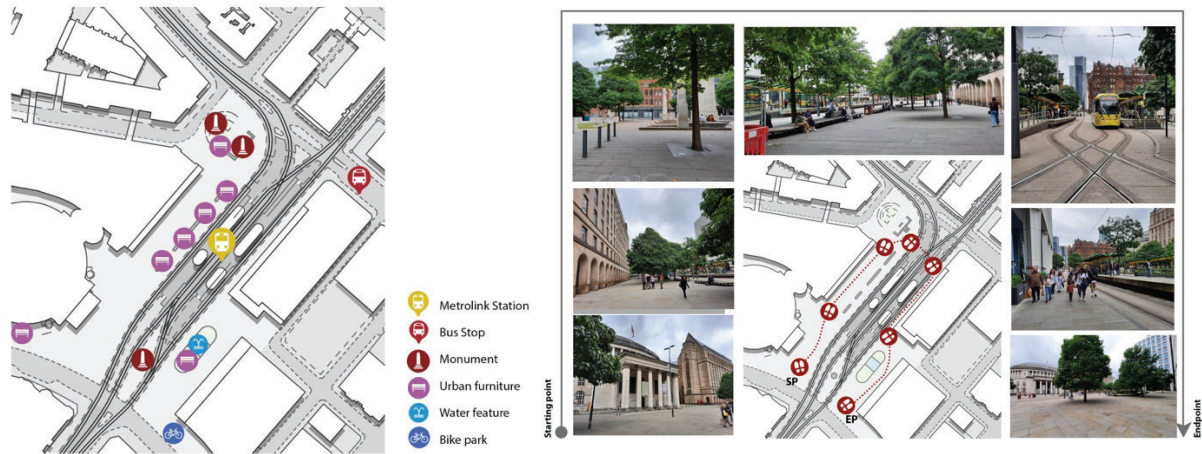 Metrolink Station
Bus Stop
Monument
Urban furniture
Water feature
Bike park
Starting point
SP
EP
Endpoint